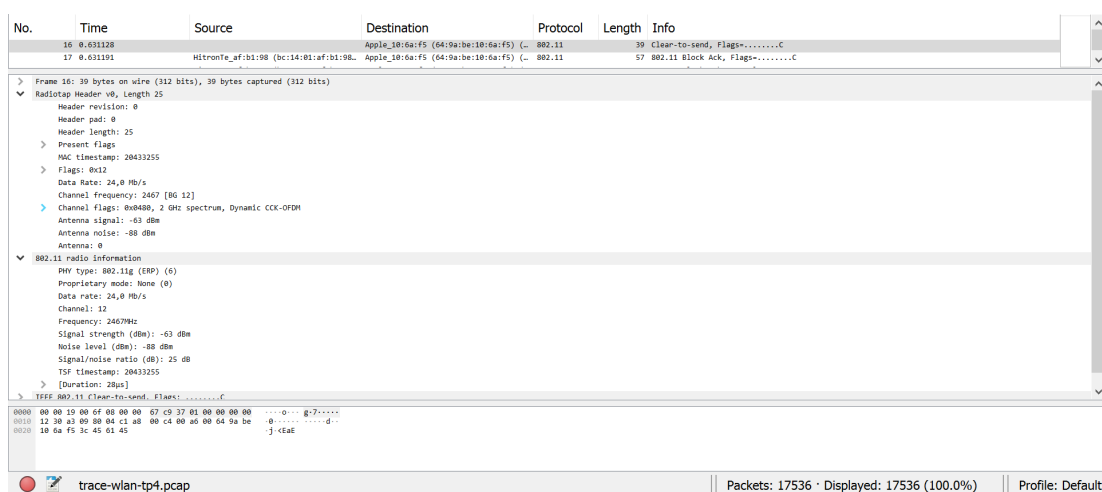 No. Time Source Destination Protocol Length Info
16 0.631128 Apple_10:6a:f5 (64:9a:be:10:6a:f5) (… 802.11 39 Clear-to-send, Flags=........C
17 0.631191 HitronTe_af:b1:98 (bc:14:01:af:b1:98… Apple_10:6a:f5 (64:9a:be:10:6a:f5) (… 802.11 57 802.11 Block Ack, Flags=........C
Frame 16: 39 bytes on wire (312 bits), 39 bytes captured (312 bits)
Radiotap Header v0, Length 25
Header revision: 0
Header pad: 0
Header length: 25
Present flags
MAC timestamp: 20433255
Flags: 0x12
Data Rate: 24,0 Mb/s
Channel frequency: 2467 [BG 12]
Channel flags: 0x0480, 2 GHz spectrum, Dynamic CCK-OFDM
Antenna signal: -63 dBm
Antenna noise: -88 dBm
Antenna: 0
802.11 radio information
PHY type: 802.11g (ERP) (6)
Proprietary mode: None (0)
Data rate: 24,0 Mb/s
Channel: 12
Frequency: 2467MHz
Signal strength (dBm): -63 dBm
Noise level (dBm): -88 dBm
Signal/noise ratio (dB): 25 dB
TSF timestamp: 20433255
[Duration: 28µs]
IEEE 802.11 Clear-to-send, Flags: ........C
0000 00 00 19 00 6f 08 00 00 67 c9 37 01 00 00 00 00 ····o··· g·7·····
0010 12 30 a3 09 80 04 c1 a8 00 c4 00 a6 00 64 9a be ·0······ ·····d··
0020 10 6a f5 3c 45 61 45 ·j·<EaE
trace-wlan-tp4.pcap Packets: 17536 · Displayed: 17536 (100.0%) Profile: Default